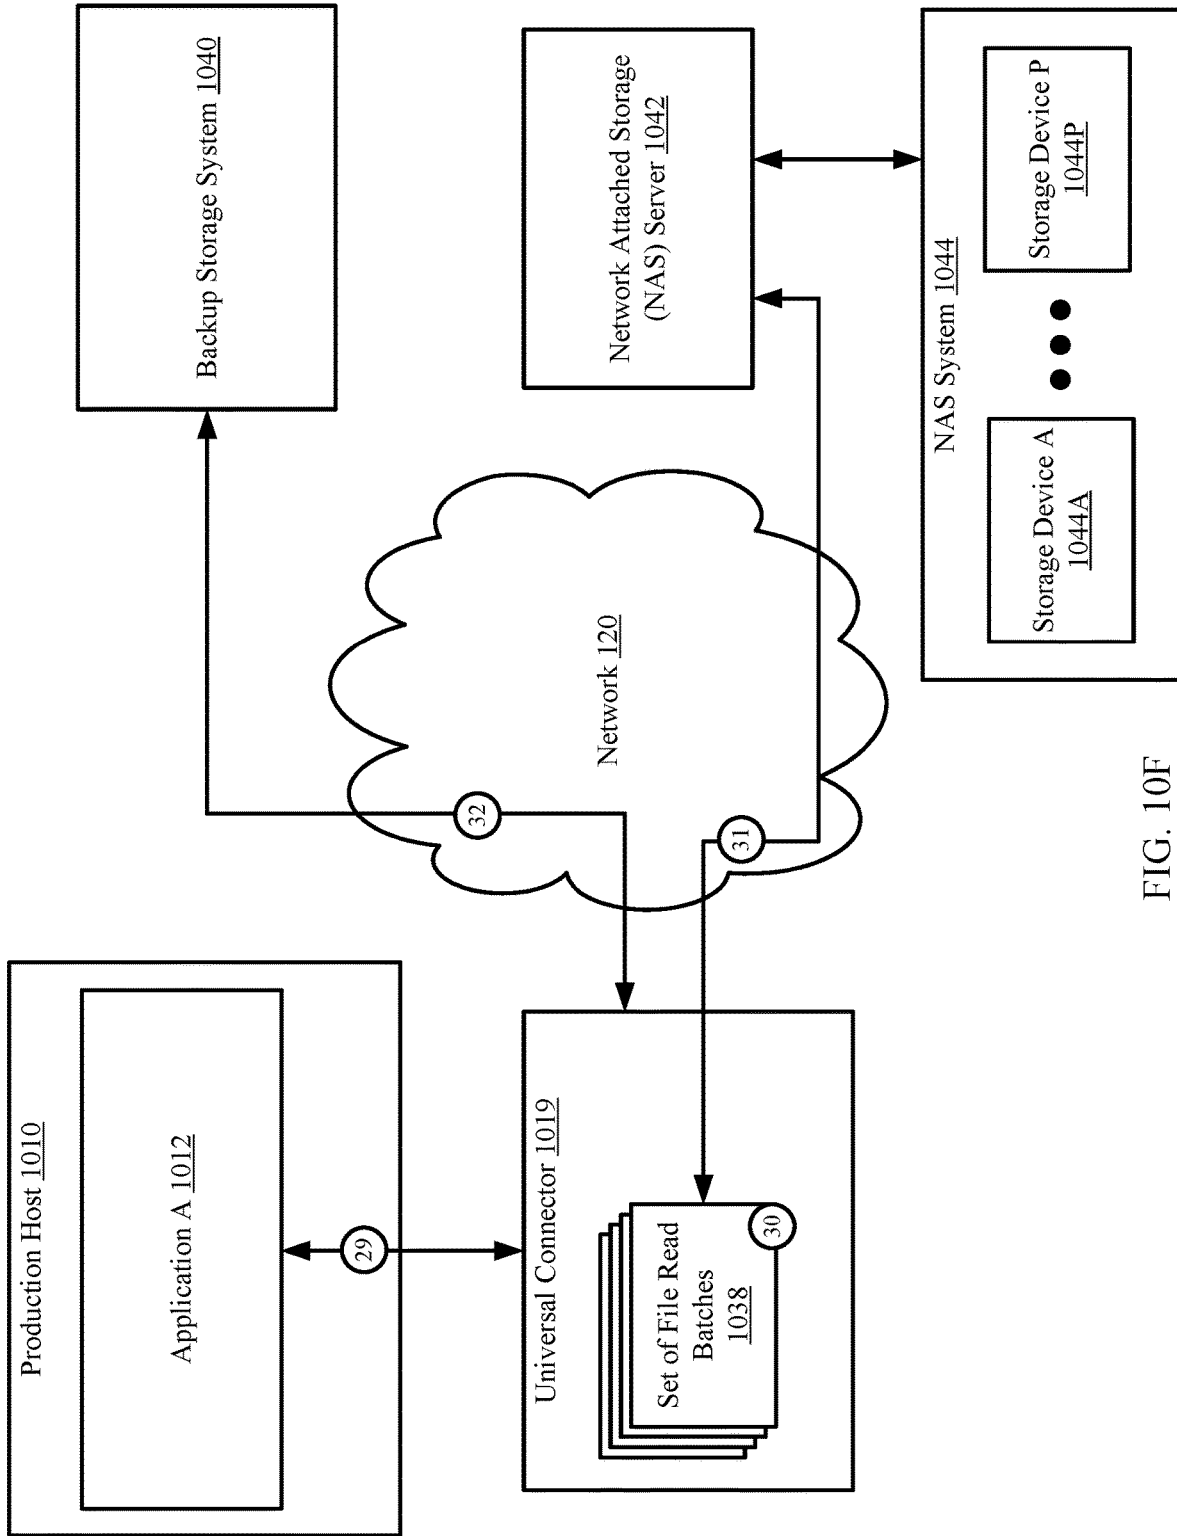 Production Host 1010
Application A 1012
29
Universal Connector 1019
Set of File Read
Batches
1038
30
32
31
Network 120
Backup Storage System 1040
Network Attached Storage
(NAS) Server 1042
NAS System 1044
Storage Device A
1044A
Storage Device P
1044P
FIG. 10F